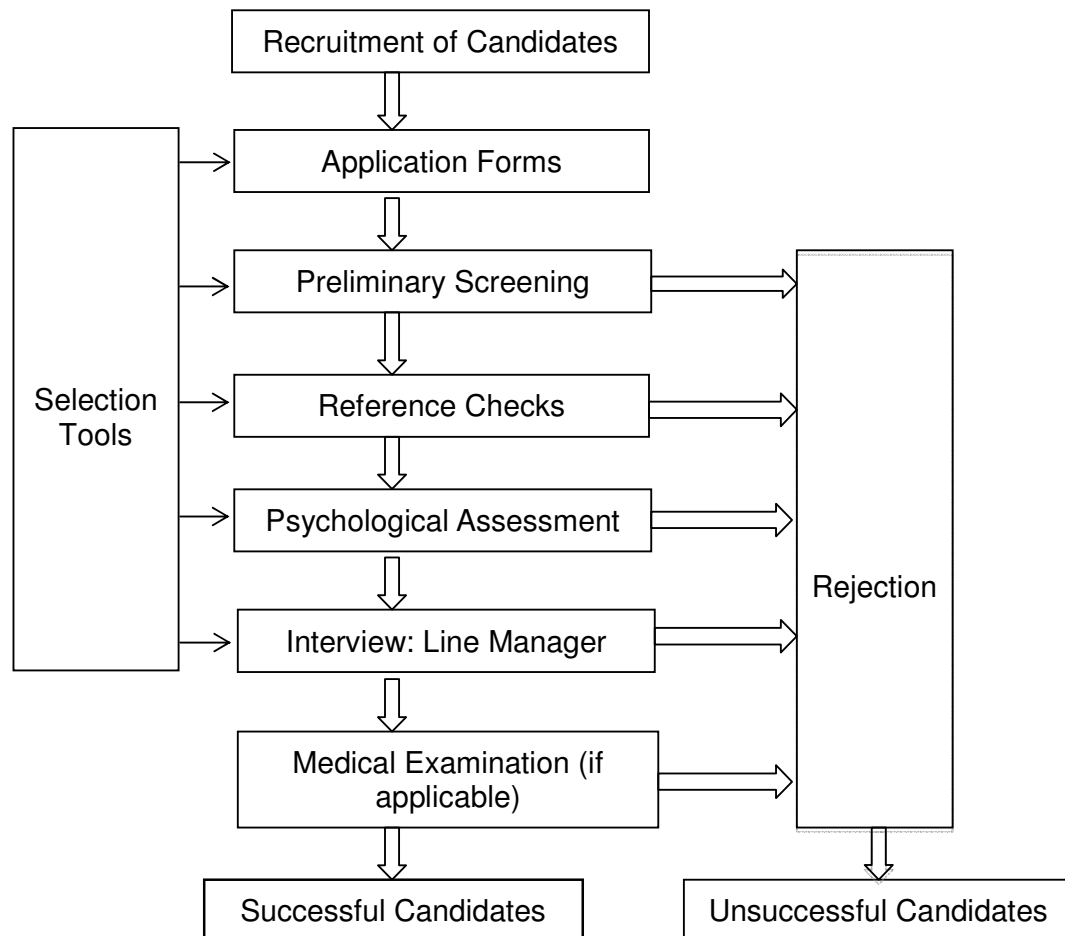 Recruitment of Candidates
Application Forms
Preliminary Screening
Selection
Tools
Reference Checks
Psychological Assessment
Rejection
Interview: Line Manager
Medical Examination (if
applicable)
Successful Candidates
Unsuccessful Candidates